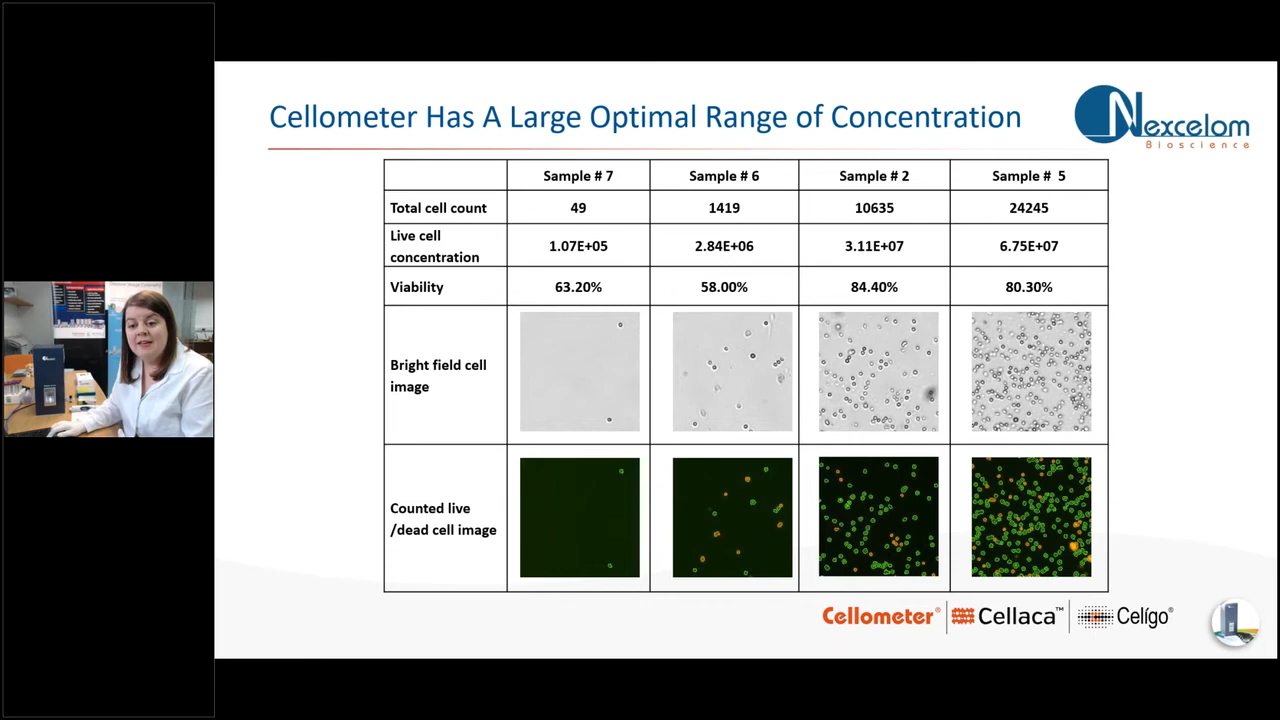 Cellometer Has A Large Optimal Range of Concentration
Nexcelom
Bioscience
Sample # 7
Sample # 6
Sample # 2
Sample # 5
Total cell count
49
1419
10635
24245
Live cell
concentration
1.07E+05
2.84E+06
3.11E+07
6.75E+07
Viability
63.20%
58.00%
84.40%
80.30%
Bright field cell
image
Counted live
/dead cell image
Cellometer®
Cellaca™
Celígo®